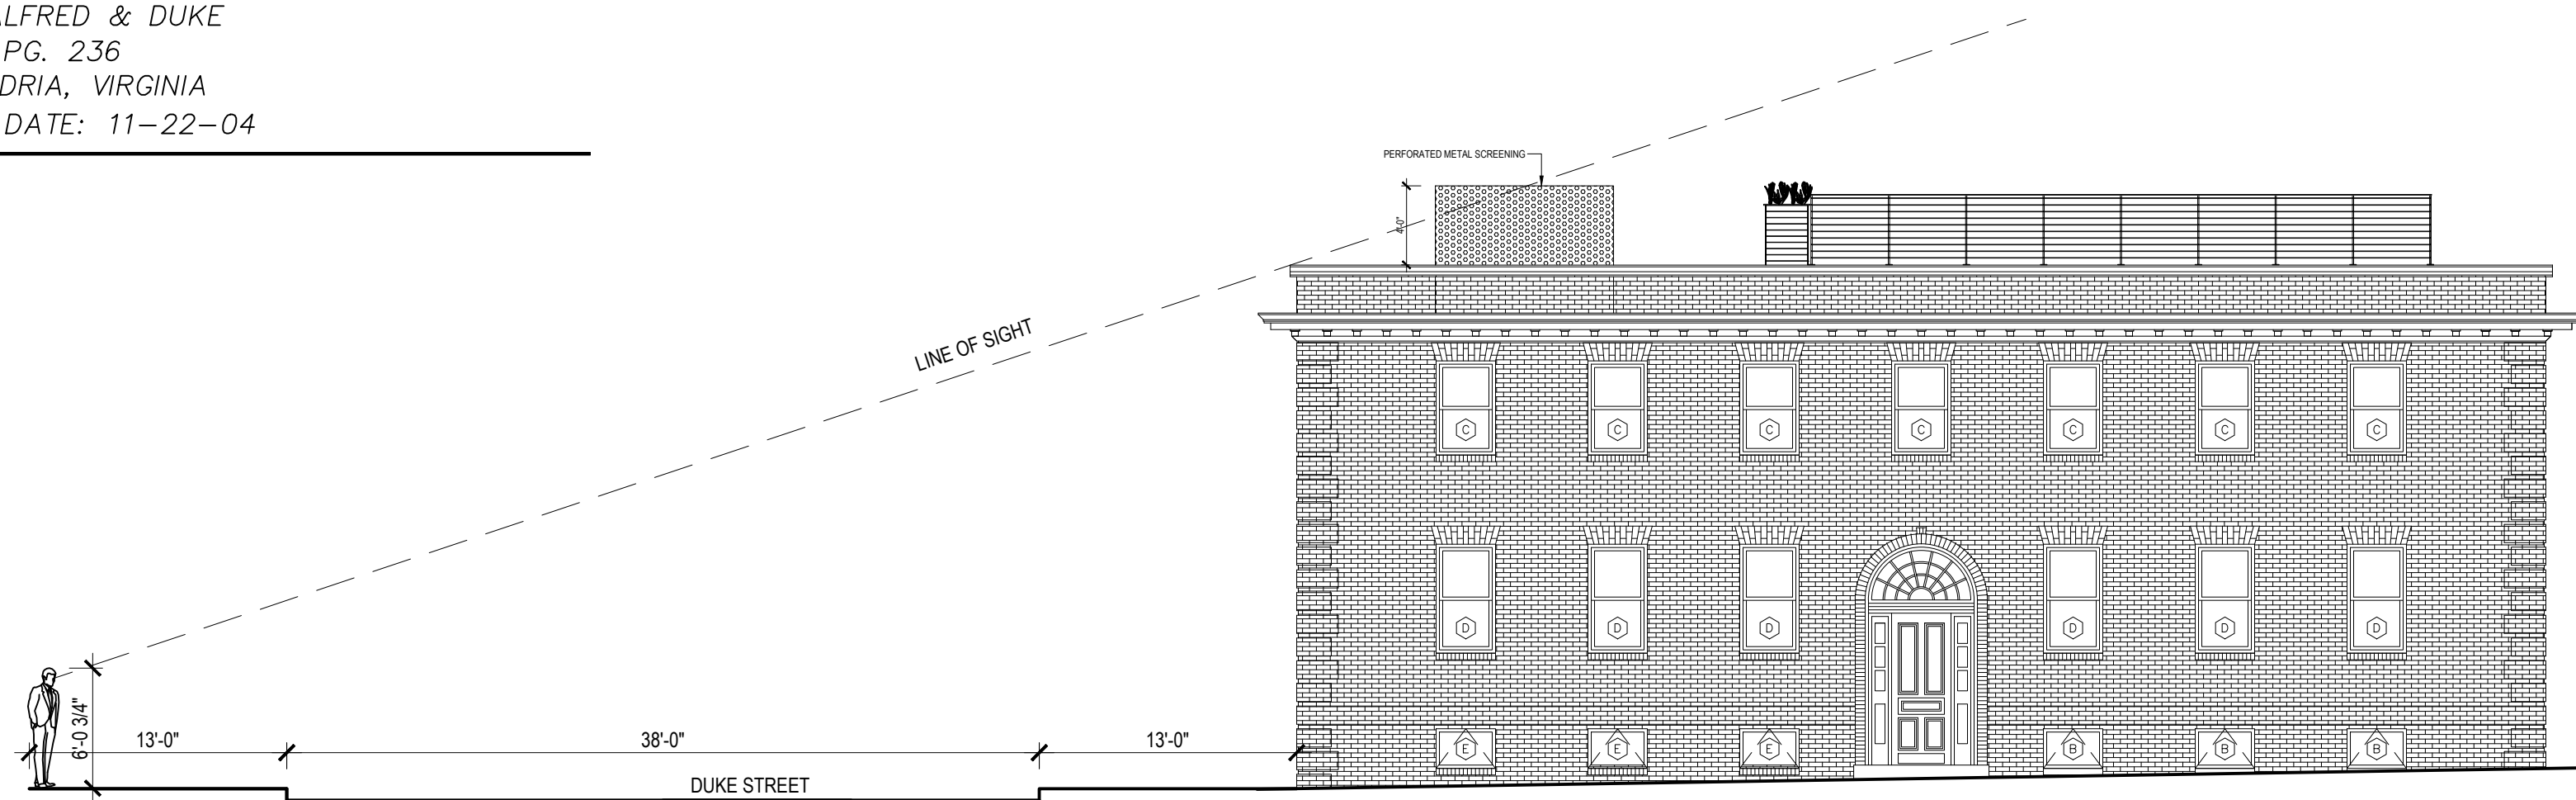 ALFRED & DUKE
PG. 236
DRIA, VIRGINIA
DATE: 11-22-04
PERFORATED METAL SCREENING
4'-0"
LINE OF SIGHT
C C C C C C C
D D D D D D
6'-0 3/4"
13'-0" 38'-0" 13'-0"
E E E B B B
DUKE STREET